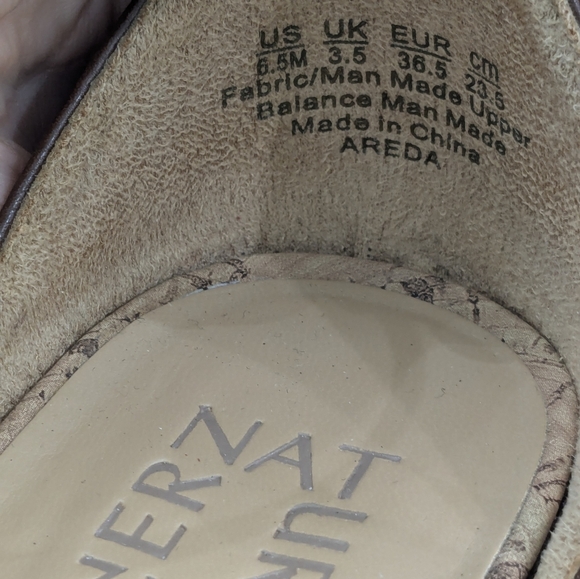 US UK EUR cm
6.5M 3.5 36.5 23.5
Fabric/Man Made Upper
Balance Man Made
Made in China
AREDA
NAT